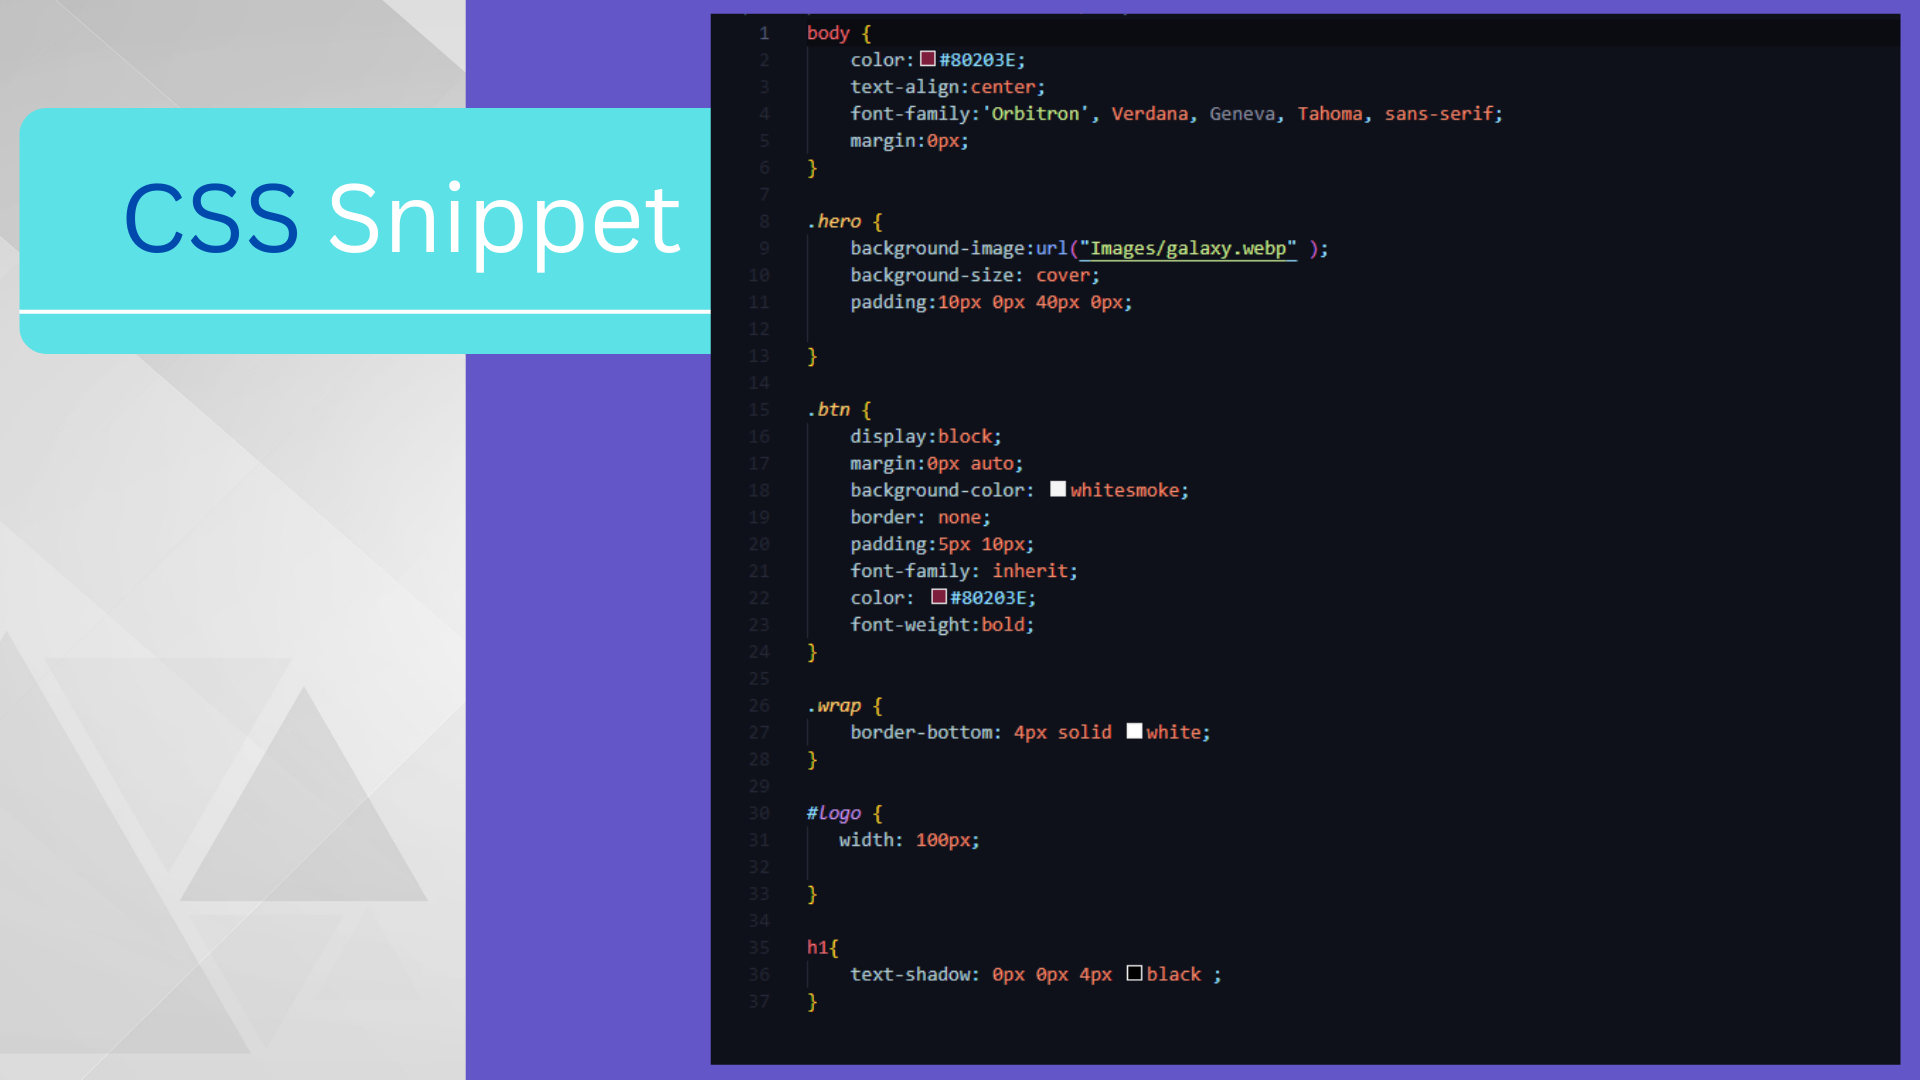 CSS Snippet
1 body {
2     color: #80203E;
3     text-align:center;
4     font-family:'Orbitron', Verdana, Geneva, Tahoma, sans-serif;
5     margin:0px;
6 }
7
8 .hero {
9     background-image:url("Images/galaxy.webp" );
10     background-size: cover;
11     padding:10px 0px 40px 0px;
12
13 }
14
15 .btn {
16     display:block;
17     margin:0px auto;
18     background-color: whitesmoke;
19     border: none;
20     padding:5px 10px;
21     font-family: inherit;
22     color: #80203E;
23     font-weight:bold;
24 }
25
26 .wrap {
27     border-bottom: 4px solid white;
28 }
29
30 #logo {
31    width: 100px;
32
33 }
34
35 h1{
36     text-shadow: 0px 0px 4px black ;
37 }